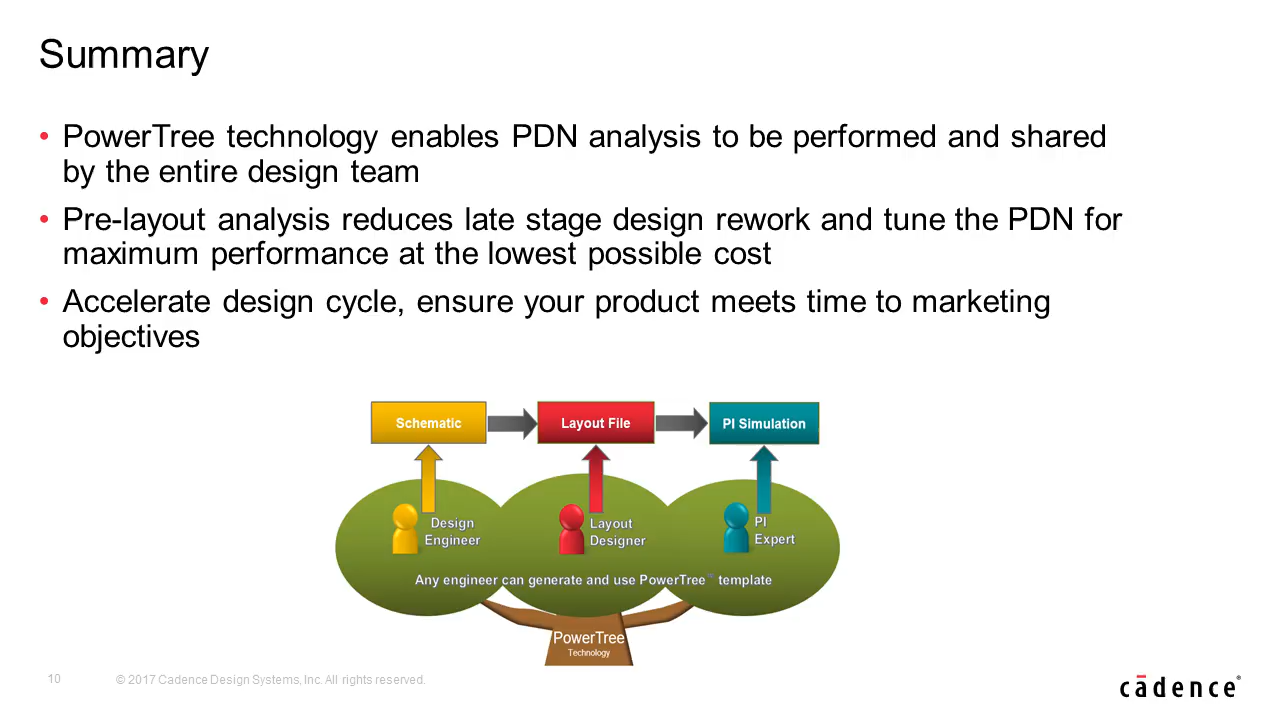 Summary
• PowerTree technology enables PDN analysis to be performed and shared
by the entire design team
• Pre-layout analysis reduces late stage design rework and tune the PDN for
maximum performance at the lowest possible cost
• Accelerate design cycle, ensure your product meets time to marketing
objectives
Schematic
Layout File
PI Simulation
Design
Engineer
Layout
Designer
PI
Expert
Any engineer can generate and use PowerTree™ template
PowerTree
Technology
10
© 2017 Cadence Design Systems, Inc. All rights reserved.
cādence®